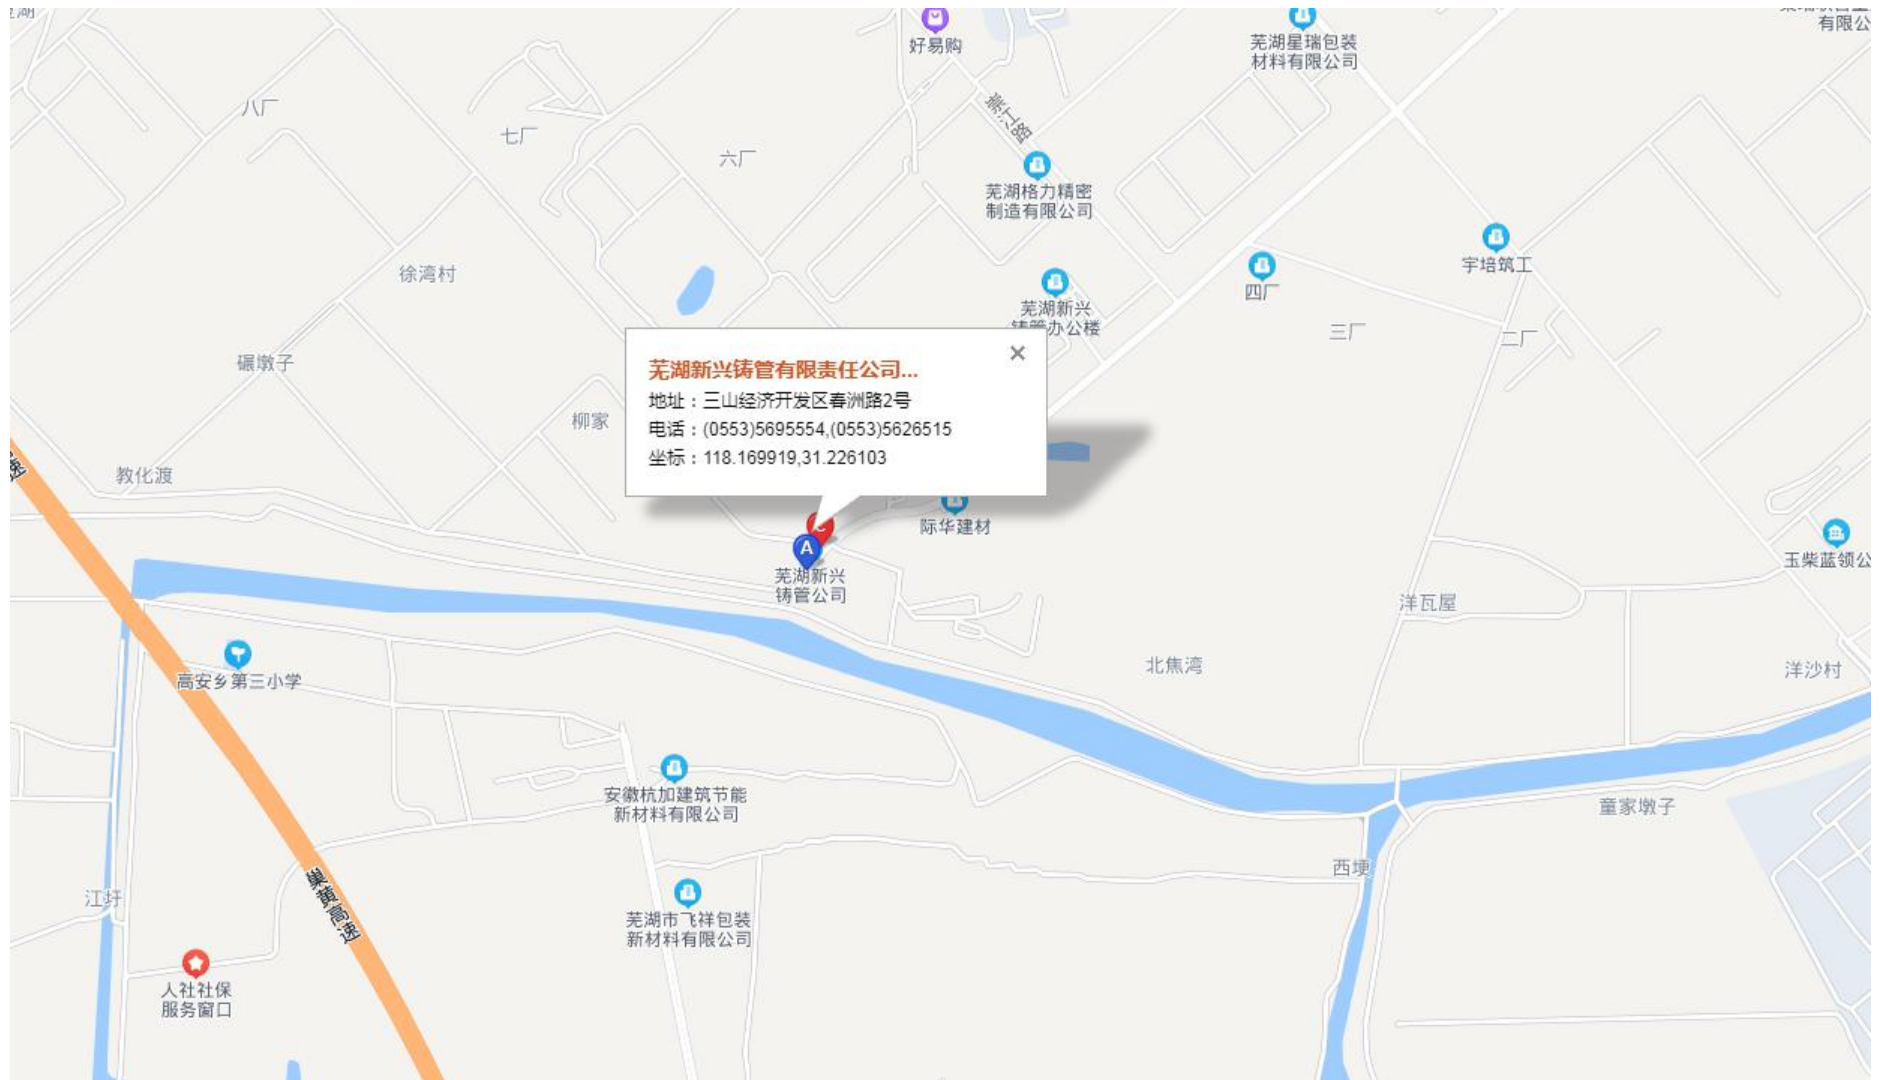 好易购
芜湖星瑞包装
材料有限公司
有限公
八厂
七厂
六厂
紫江路
芜湖格力精密
制造有限公司
宇培筑工
徐湾村
四厂
芜湖新兴
铸管办公楼
三厂
二厂
碾墩子
芜湖新兴铸管有限责任公司...
地址：三山经济开发区春洲路2号
电话：(0553)5695554,(0553)5626515
坐标：118.169919,31.226103
柳家
教化渡
速
际华建材
C
A
芜湖新兴
铸管公司
玉柴蓝领公
洋瓦屋
北焦湾
洋沙村
高安乡第三小学
安徽杭加建筑节能
新材料有限公司
童家墩子
西埂
江圩
巢黄高速
芜湖市飞祥包装
新材料有限公司
人社社保
服务窗口